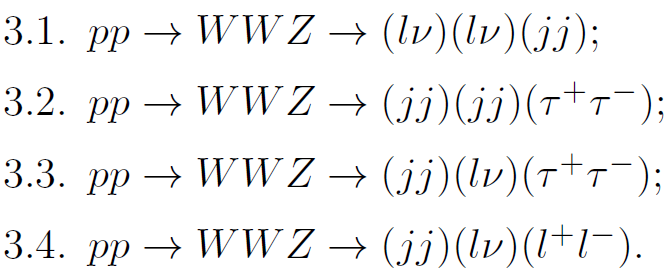 3.1. pp → WWZ → (lν)(lν)(jj);
3.2. pp → WWZ → (jj)(jj)(τ⁺τ⁻);
3.3. pp → WWZ → (jj)(lν)(τ⁺τ⁻);
3.4. pp → WWZ → (jj)(lν)(l⁺l⁻).